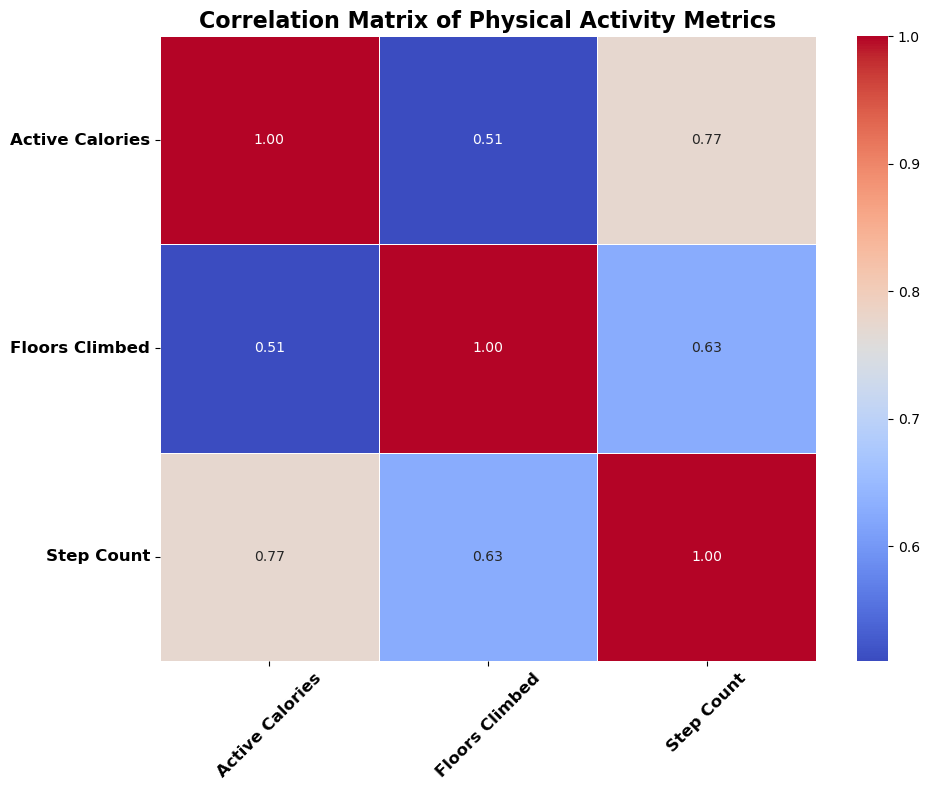 Correlation Matrix of Physical Activity Metrics
1.0
Active Calories
1.00
0.51
0.77
0.9
0.8
Floors Climbed
0.51
1.00
0.63
0.7
Step Count
0.77
0.63
1.00
0.6
Active Calories
Floors Climbed
Step Count